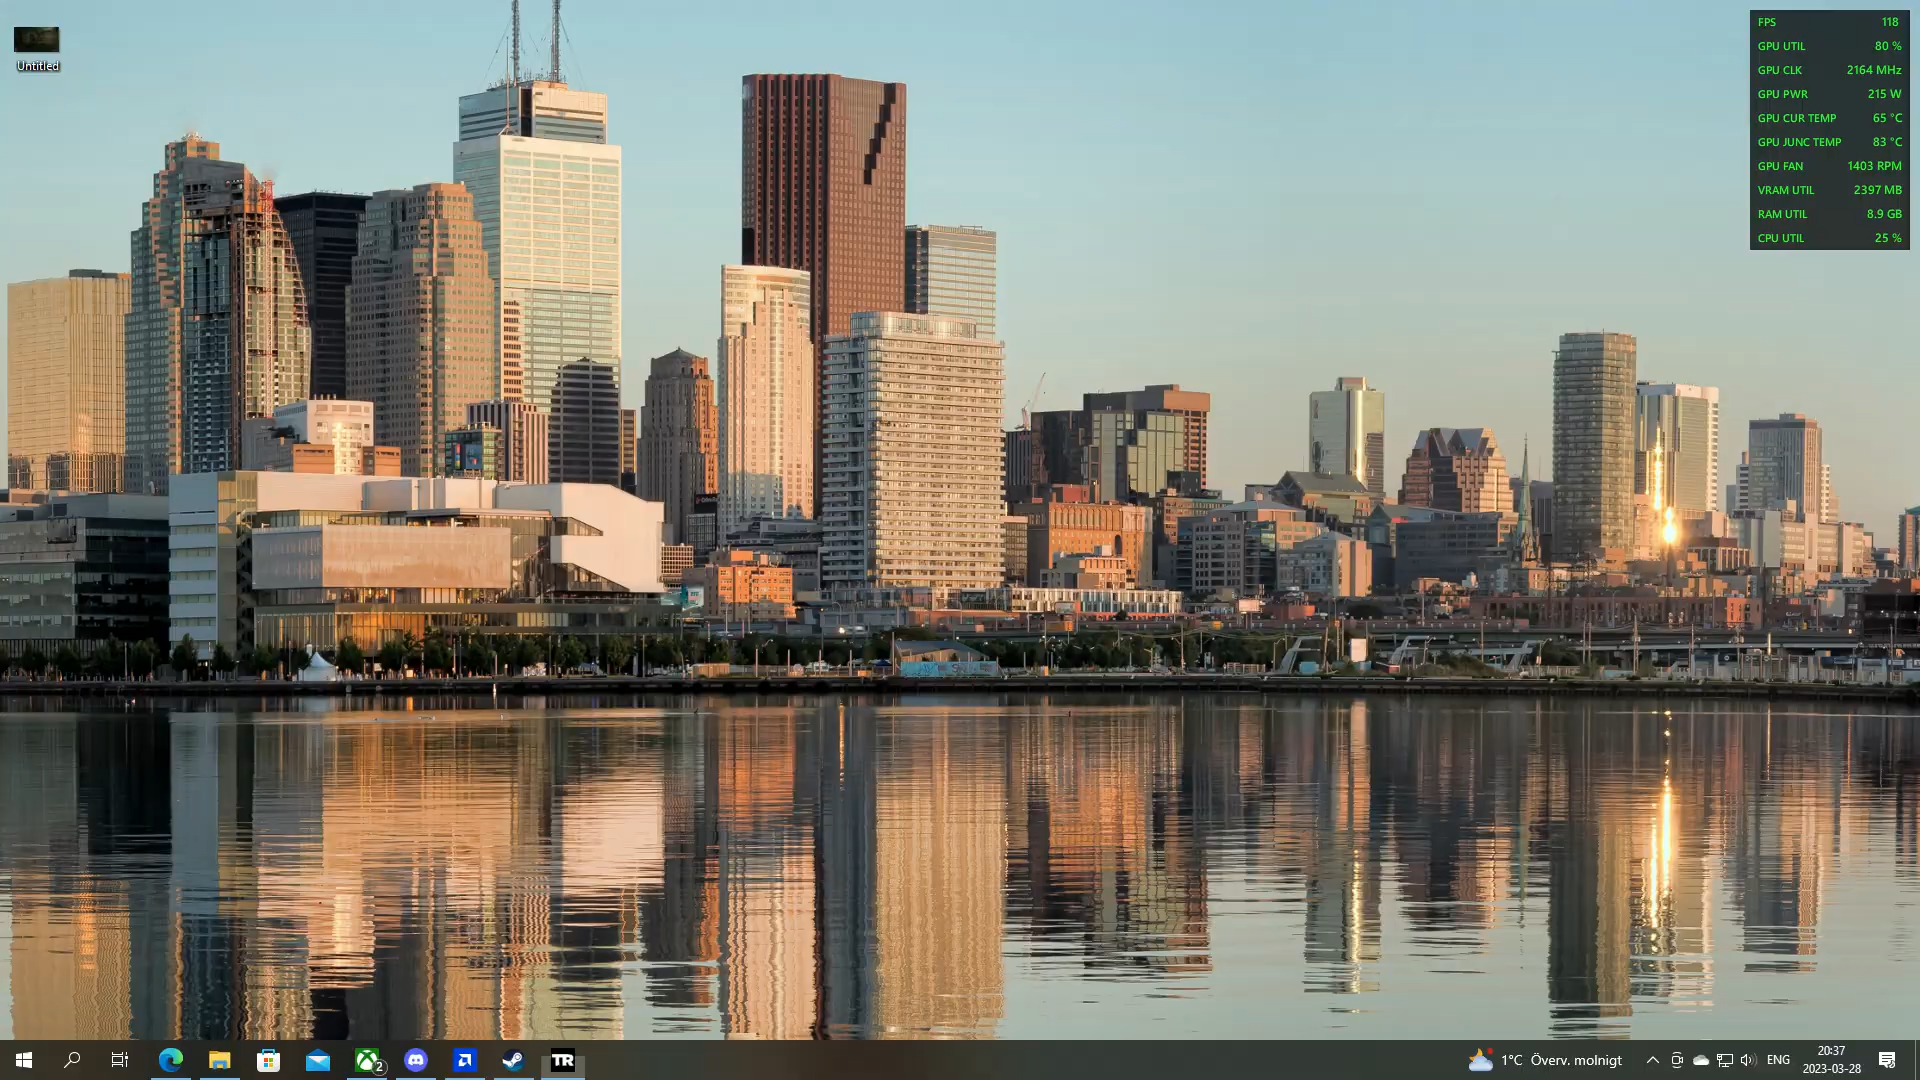 Untitled
FPS 118
GPU UTIL 80 %
GPU CLK 2164 MHz
GPU PWR 215 W
GPU CUR TEMP 65 °C
GPU JUNC TEMP 83 °C
GPU FAN 1403 RPM
VRAM UTIL 2397 MB
RAM UTIL 8.9 GB
CPU UTIL 25 %
2
TR
1°C Överv. molnigt
ENG
20:37
2023-03-28